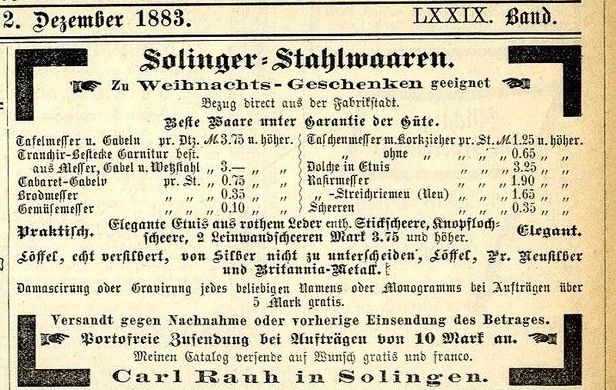 2. Dezember 1883. LXXIX. Band.
Solinger-Stahlwaaren.
Zu Weihnachts-Geschenken geeignet
Bezug direct aus der Fabrikstadt.
Beste Waare unter Garantie der Güte.
Tafelmesser u. Gabeln pr. Dtz. M. 3.75 u. höher.
Tranchir-Bestecke Garnitur best.
aus Messer, Gabel u. Wetzstahl „ 3.— „ „
Cabaret-Gabeln pr. St. „ 0.75 „ „
Brodmesser „ „ „ 0.35 „ „
Gemüsemesser „ „ „ 0.10 „ „
Taschenmesser m. Korkzieher pr. St. M. 1.25 u. höher.
„ ohne „ „ „ „ 0.65 „ „
Dolche in Etuis „ „ „ 3.25 „ „
Rasirmesser „ „ „ 1.90 „ „
„ -Streichriemen (Neu) „ „ „ 1.65 „ „
Scheeren „ „ „ 0.35 „ „
Praktisch. Elegante Etuis aus rothem Leder enth. Stickscheere, Knopfloch- Elegant.
scheere, 2 Leinwandscheeren Mark 3.75 und höher.
Löffel, echt versilbert, von Silber nicht zu unterscheiden, Löffel, Pr. Neusilber
und Britannia-Metall.
Damascirung oder Gravirung jedes beliebigen Namens oder Monogramms bei Aufträgen über
5 Mark gratis.
Versandt gegen Nachnahme oder vorherige Einsendung des Betrages.
Portofreie Zusendung bei Aufträgen von 10 Mark an.
Meinen Catalog versende auf Wunsch gratis und franco.
Carl Rauh in Solingen.